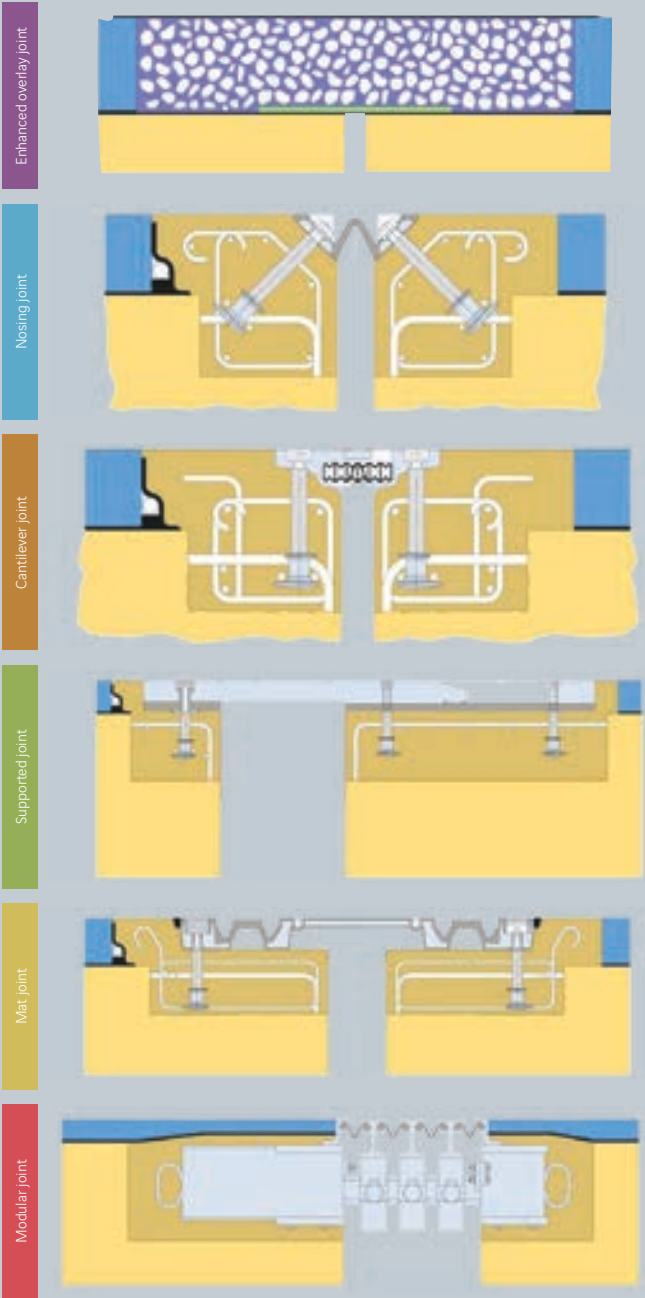 Enhanced overlay joint
Nosing joint
Cantilever joint
Supported joint
Mat joint
Modular joint